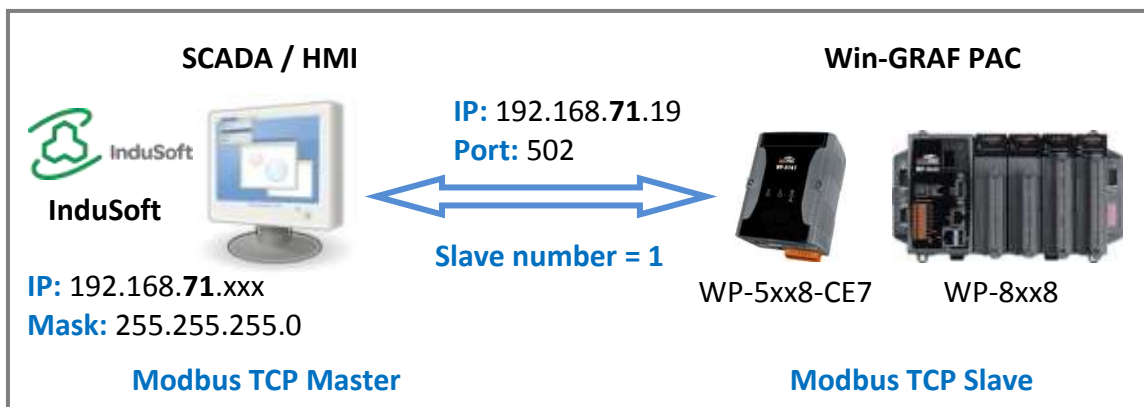 SCADA / HMI
Win-GRAF PAC
IP: 192.168.71.19
Port: 502
InduSoft
InduSoft
Slave number = 1
WP-5xx8-CE7
WP-8xx8
IP: 192.168.71.xxx
Mask: 255.255.255.0
Modbus TCP Master
Modbus TCP Slave